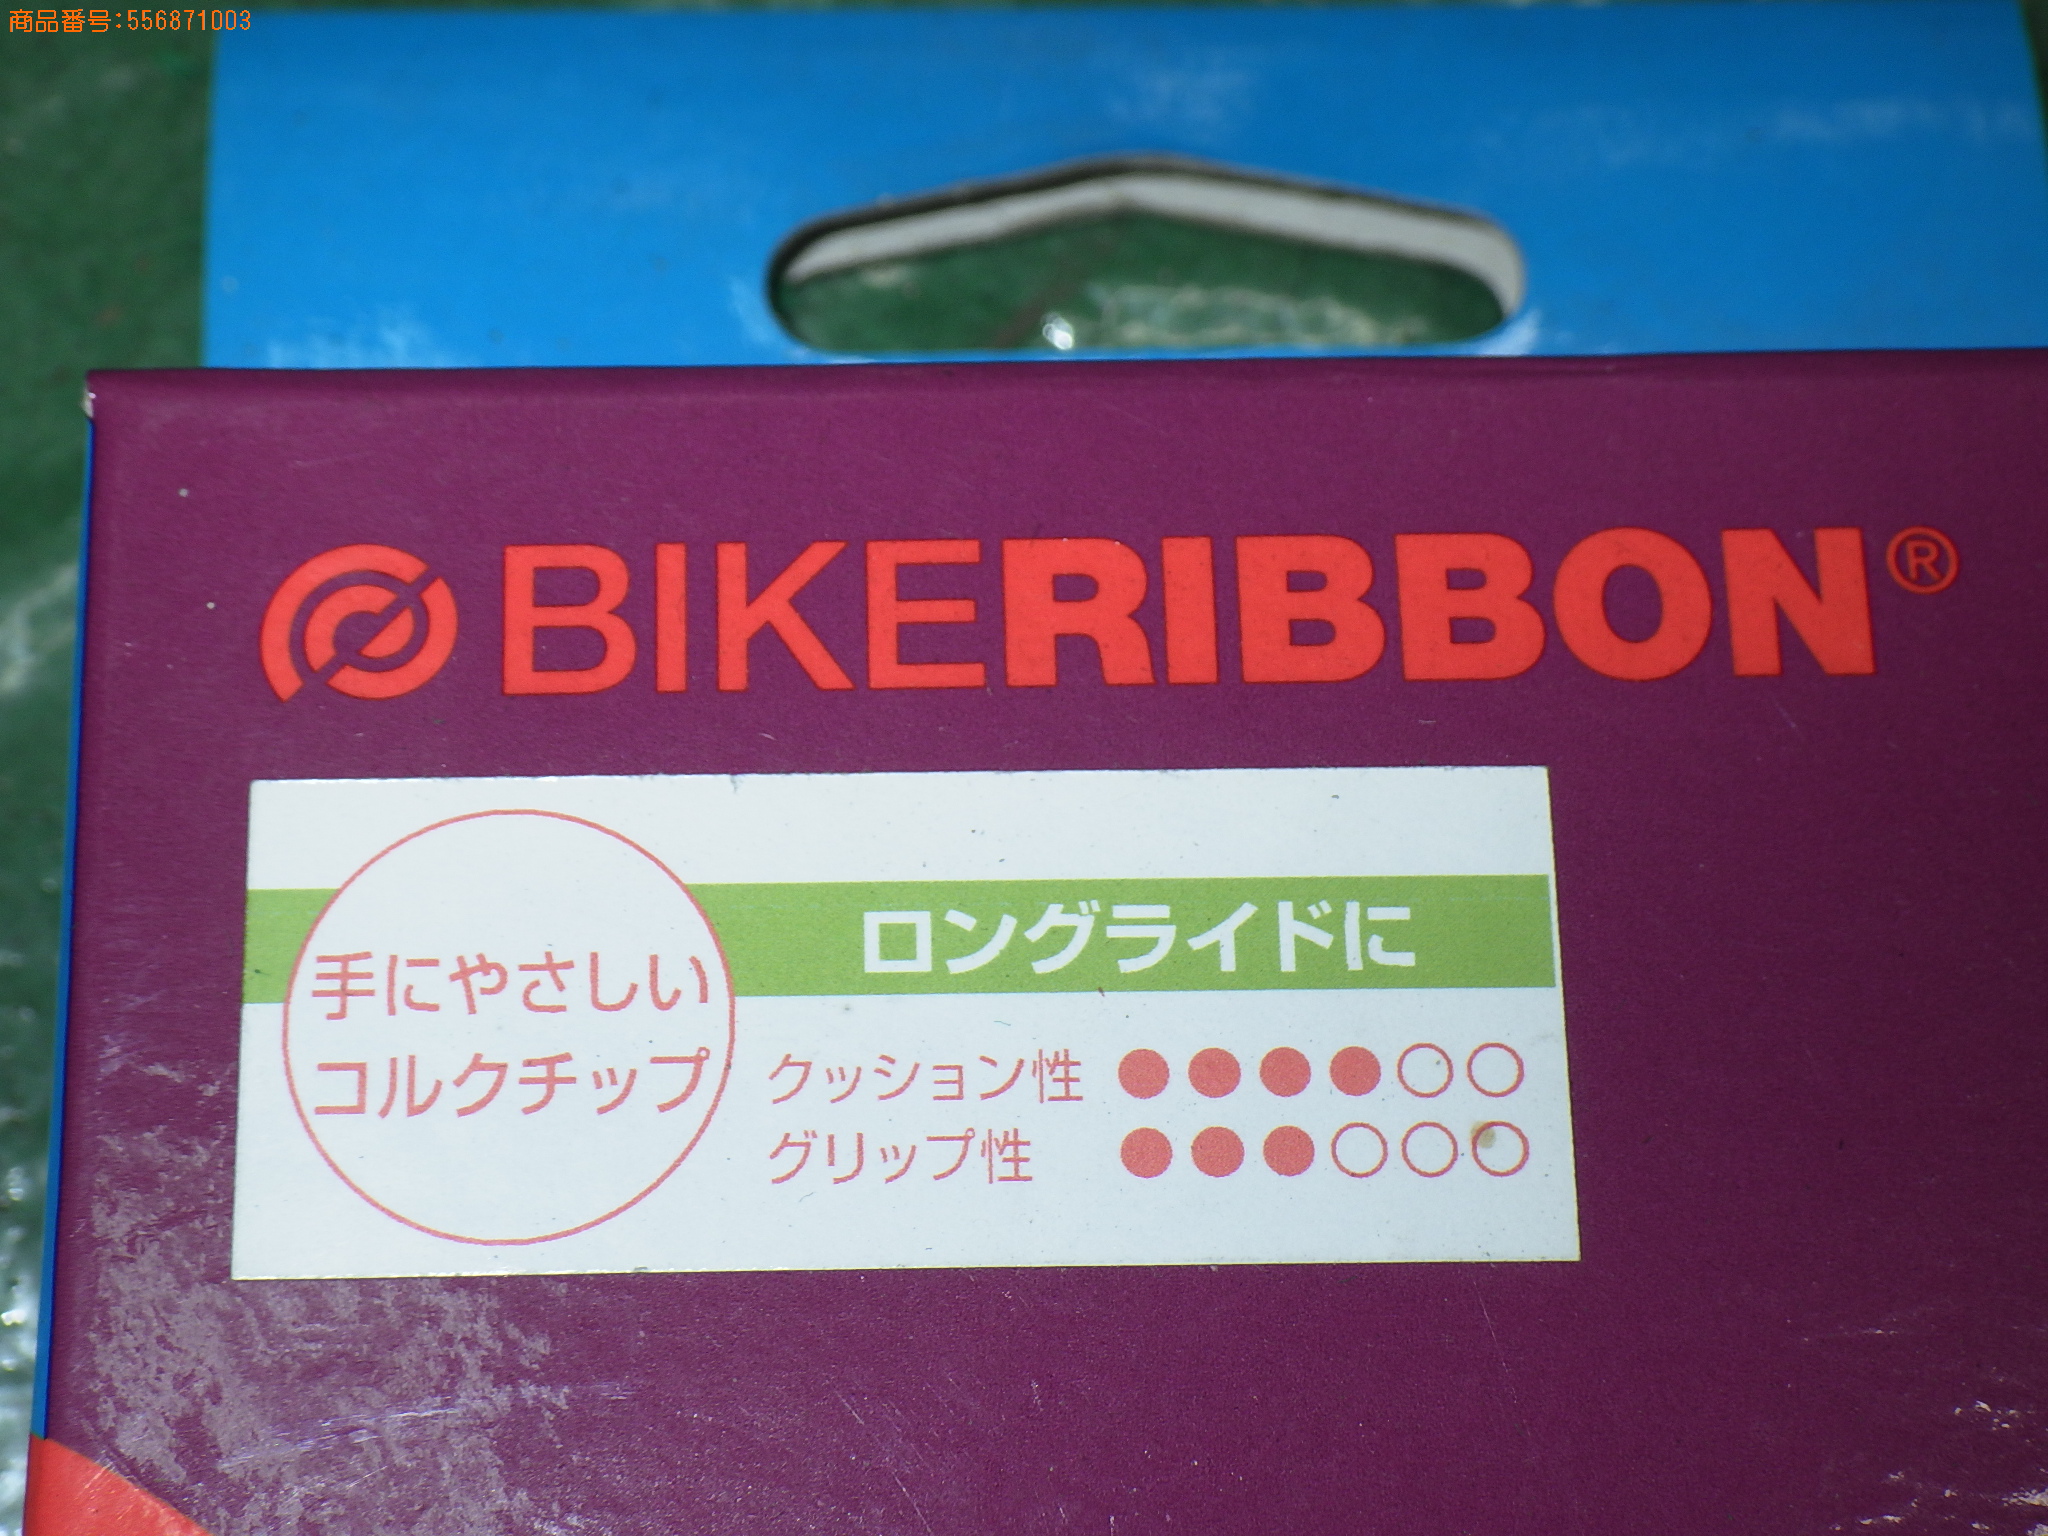 商品番号:556871003
BIKERIBBON®
ロングライドに
手にやさしい
コルクチップ
クッション性 ●●●●○○
グリップ性 ●●●○○○